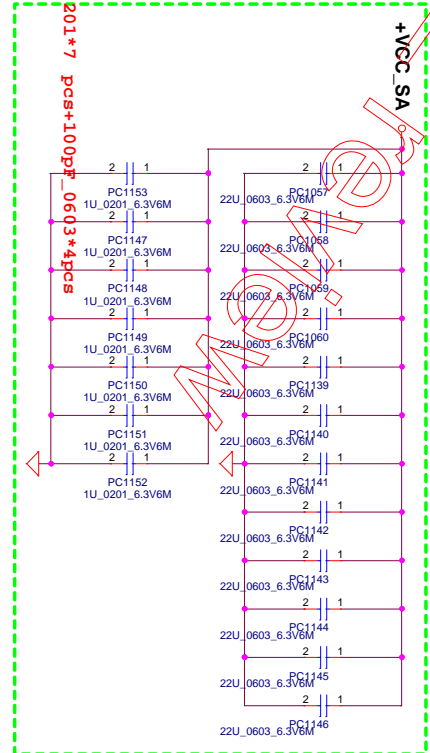 +VCC_SA
201*7 pcs+100pF_0603*4pcs
2 1
PC1153
1U_0201_6.3V6M
2 1
PC1147
1U_0201_6.3V6M
2 1
PC1148
1U_0201_6.3V6M
2 1
PC1149
1U_0201_6.3V6M
2 1
PC1150
1U_0201_6.3V6M
2 1
PC1151
1U_0201_6.3V6M
2 1
PC1152
1U_0201_6.3V6M
2 1
PC1057
22U_0603_6.3V6M
2 1
PC1058
22U_0603_6.3V6M
2 1
PC1059
22U_0603_6.3V6M
2 1
PC1060
22U_0603_6.3V6M
2 1
PC1139
22U_0603_6.3V6M
2 1
PC1140
22U_0603_6.3V6M
2 1
PC1141
22U_0603_6.3V6M
2 1
PC1142
22U_0603_6.3V6M
2 1
PC1143
22U_0603_6.3V6M
2 1
PC1144
22U_0603_6.3V6M
2 1
PC1145
22U_0603_6.3V6M
2 1
PC1146
22U_0603_6.3V6M